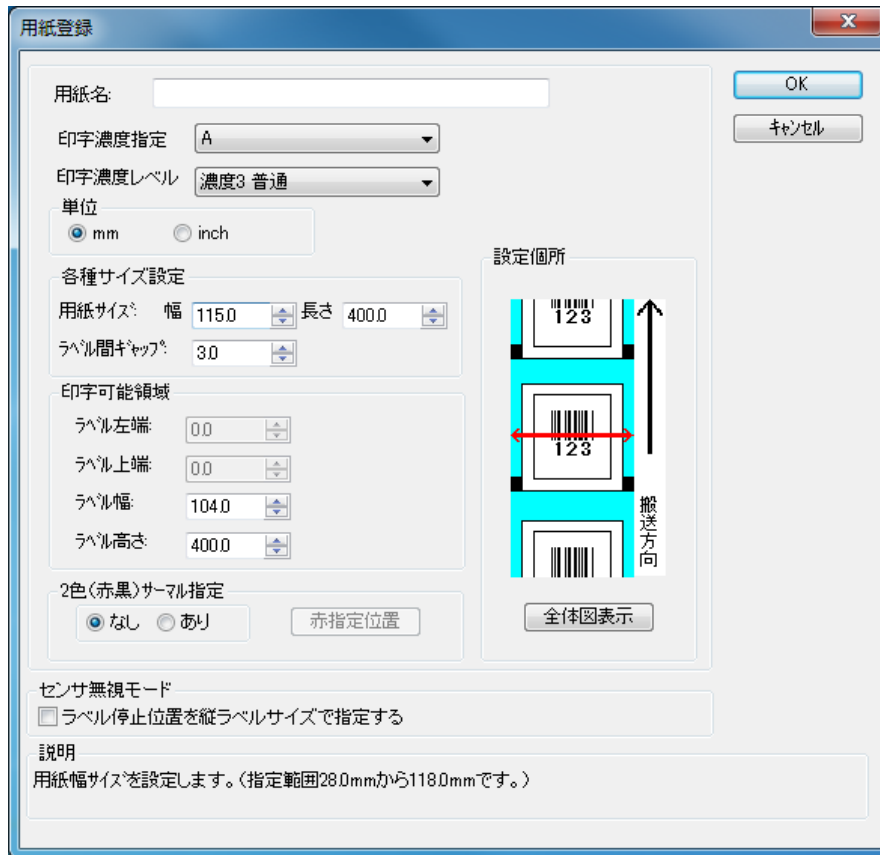 用紙登録
用紙名:
OK
キャンセル
印字濃度指定 A
印字濃度レベル 濃度3 普通
単位
mm inch
各種サイズ設定
用紙サイズ: 幅 115.0 長さ 400.0
ラベル間ギャップ: 3.0
印字可能領域
ラベル左端: 0.0
ラベル上端: 0.0
ラベル幅: 104.0
ラベル高さ: 400.0
2色(赤黒)サーマル指定
なし あり 赤指定位置
設定個所
123
123
搬送方向
全体図表示
センサ無視モード
ラベル停止位置を縦ラベルサイズで指定する
説明
用紙幅サイズを設定します。(指定範囲28.0mmから118.0mmです。)